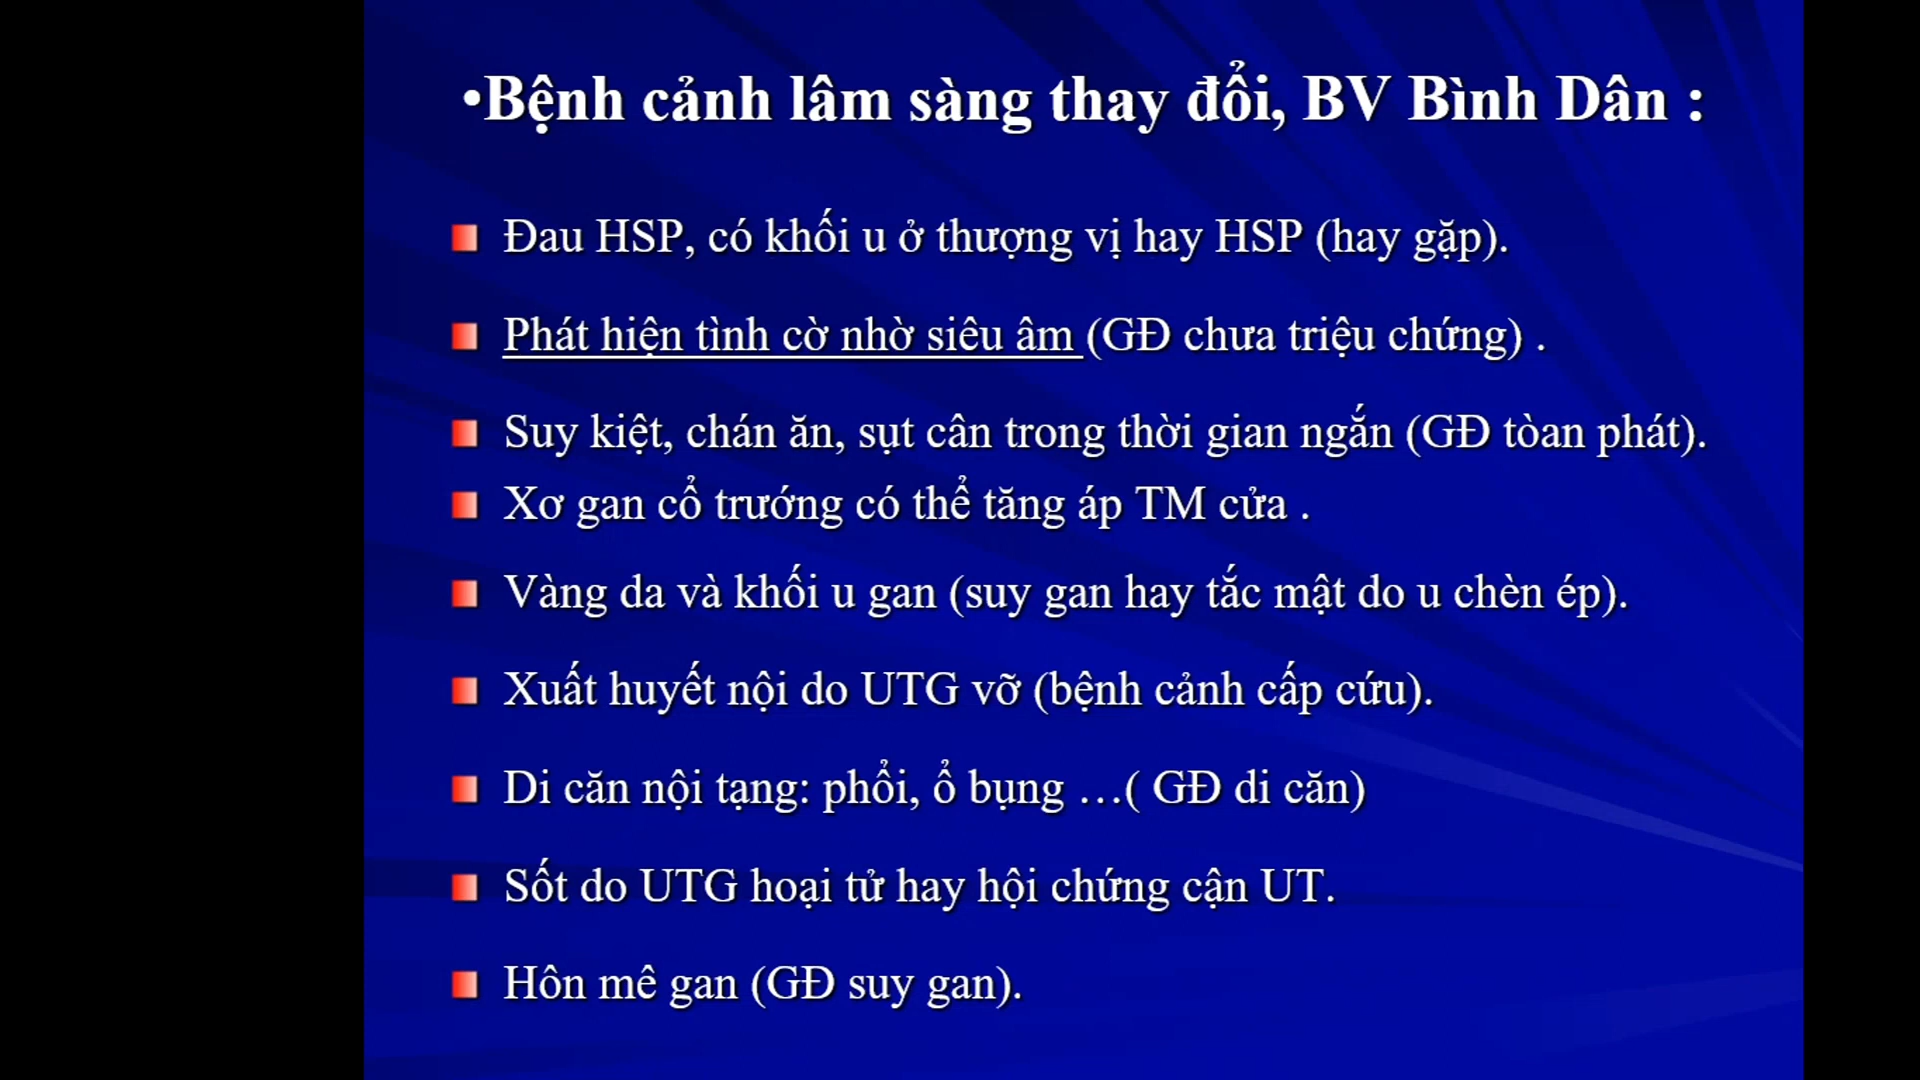 •Bệnh cảnh lâm sàng thay đổi, BV Bình Dân :
Đau HSP, có khối u ở thượng vị hay HSP (hay gặp).
Phát hiện tình cờ nhờ siêu âm (GĐ chưa triệu chứng) .
Suy kiệt, chán ăn, sụt cân trong thời gian ngắn (GĐ tòan phát).
Xơ gan cổ trướng có thể tăng áp TM cửa .
Vàng da và khối u gan (suy gan hay tắc mật do u chèn ép).
Xuất huyết nội do UTG vỡ (bệnh cảnh cấp cứu).
Di căn nội tạng: phổi, ổ bụng …( GĐ di căn)
Sốt do UTG hoại tử hay hội chứng cận UT.
Hôn mê gan (GĐ suy gan).